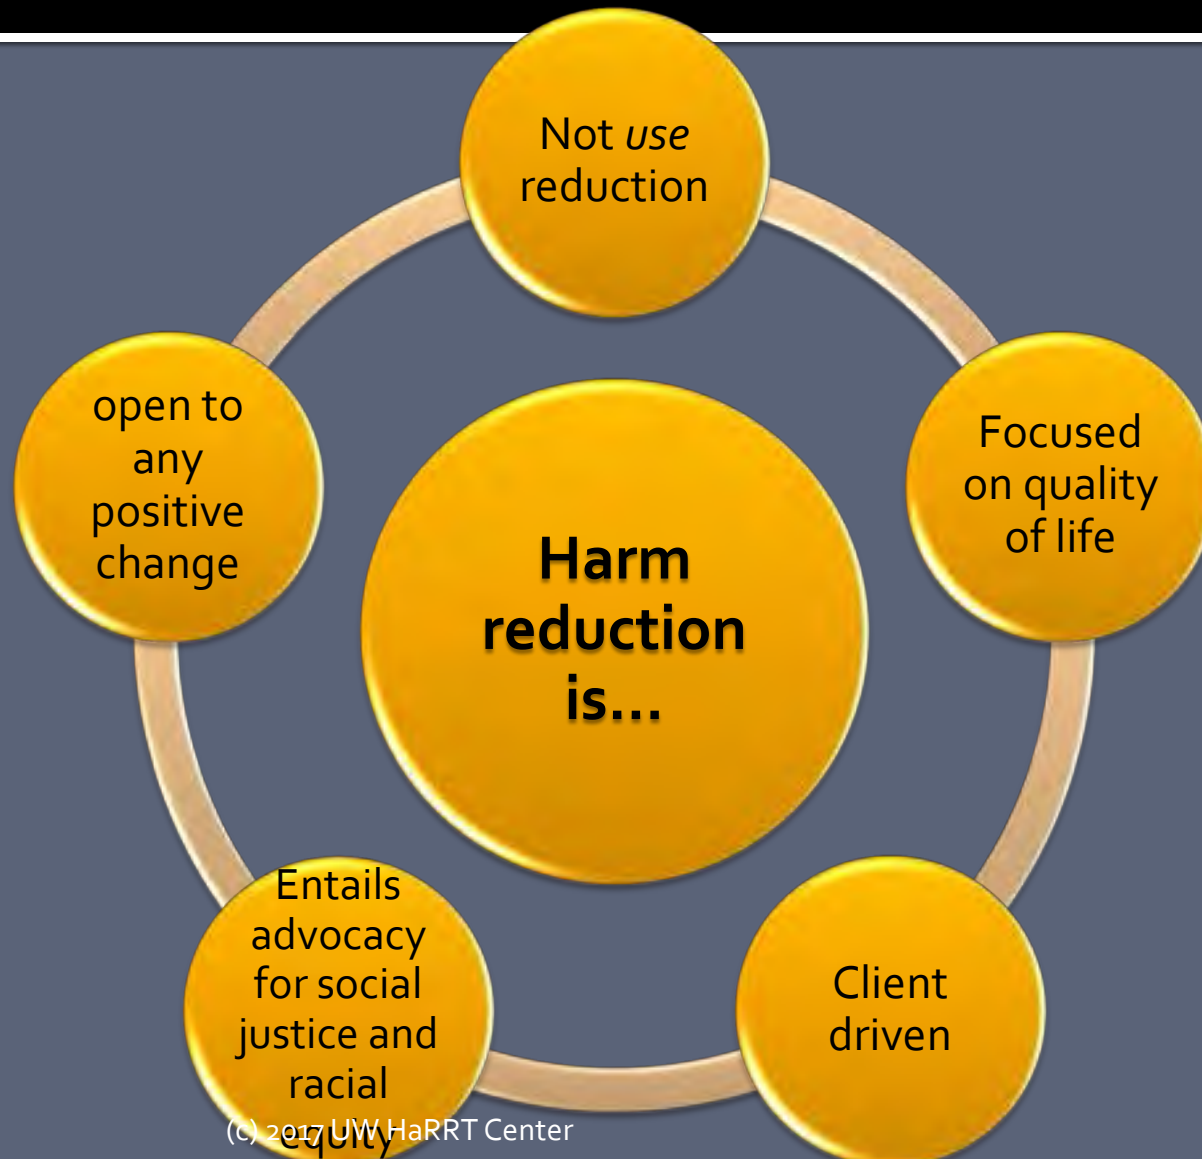 Not use
reduction
Focused
on quality
of life
Client
driven
Entails
advocacy
for social
justice and
racial
equity
open to
any
positive
change
Harm
reduction
is…
(c) 2017 UW HaRRT Center